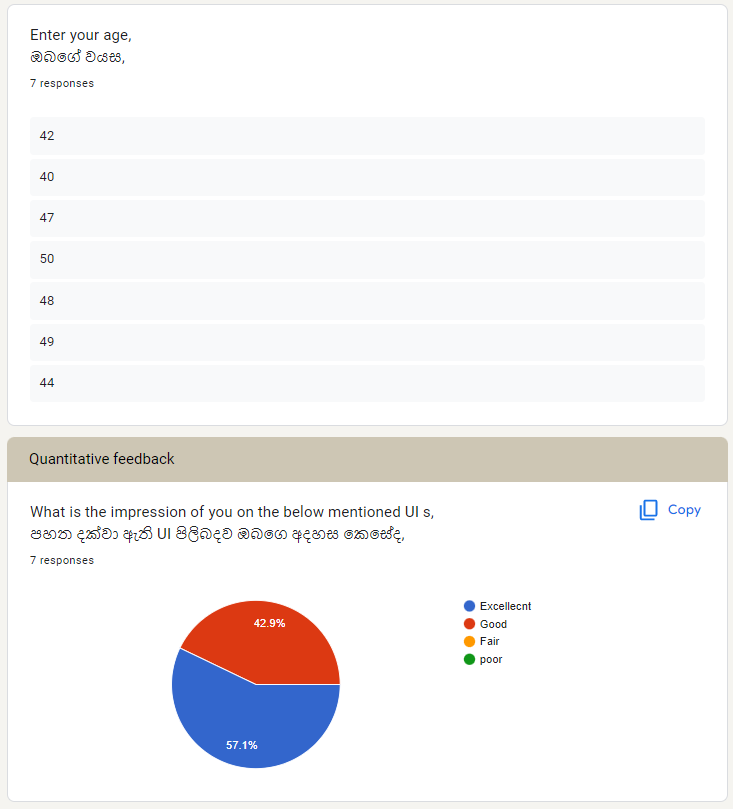 Enter your age,
ඔබගේ වයස,
7 responses
42
40
47
50
48
49
44
Quantitative feedback
What is the impression of you on the below mentioned UI s,
පහත දක්වා ඇති UI පිලිබදව ඔබගෙ අදහස කෙසේද,
Copy
7 responses
42.9%
57.1%
Excellecnt
Good
Fair
poor